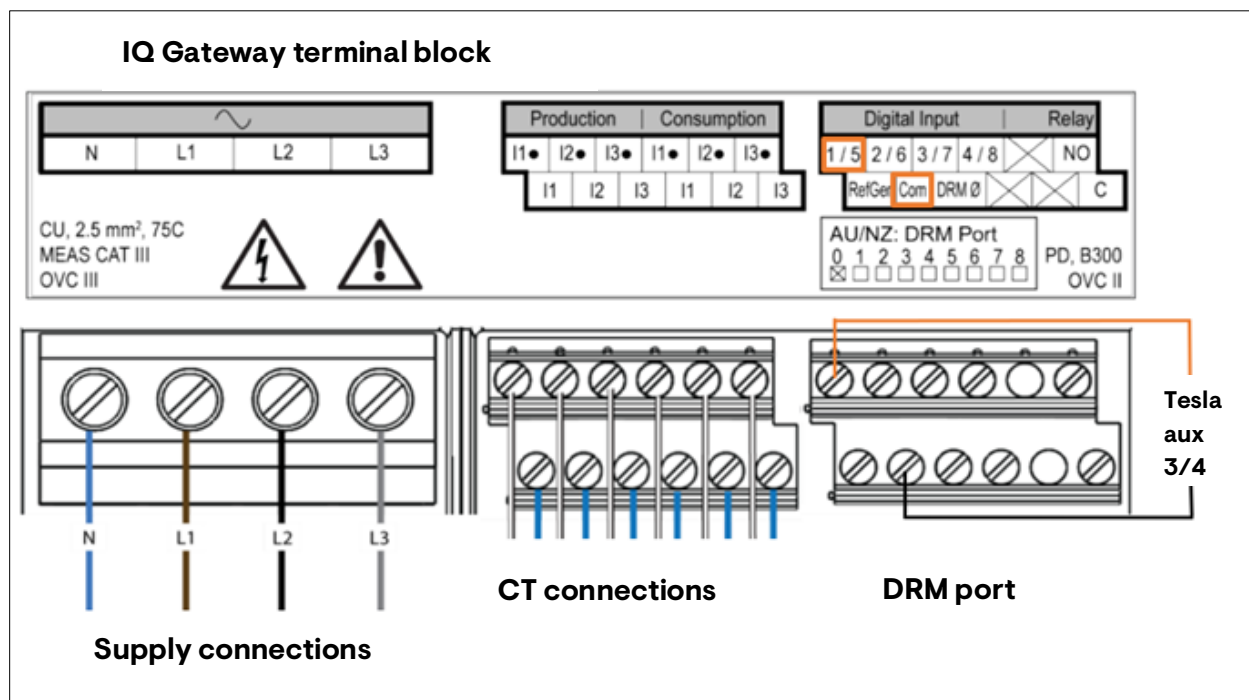 IQ Gateway terminal block
Production | Consumption
Digital Input | Relay
N L1 L2 L3
I1● I2● I3● I1● I2● I3●
1 / 5 2 / 6 3 / 7 4 / 8 NO
I1 I2 I3 I1 I2 I3
RefGen Com DRM Ø C
CU, 2.5 mm², 75C
MEAS CAT III
OVC III
AU/NZ: DRM Port
0 1 2 3 4 5 6 7 8
PD, B300
OVC II
Tesla
aux
3/4
N L1 L2 L3
CT connections
DRM port
Supply connections